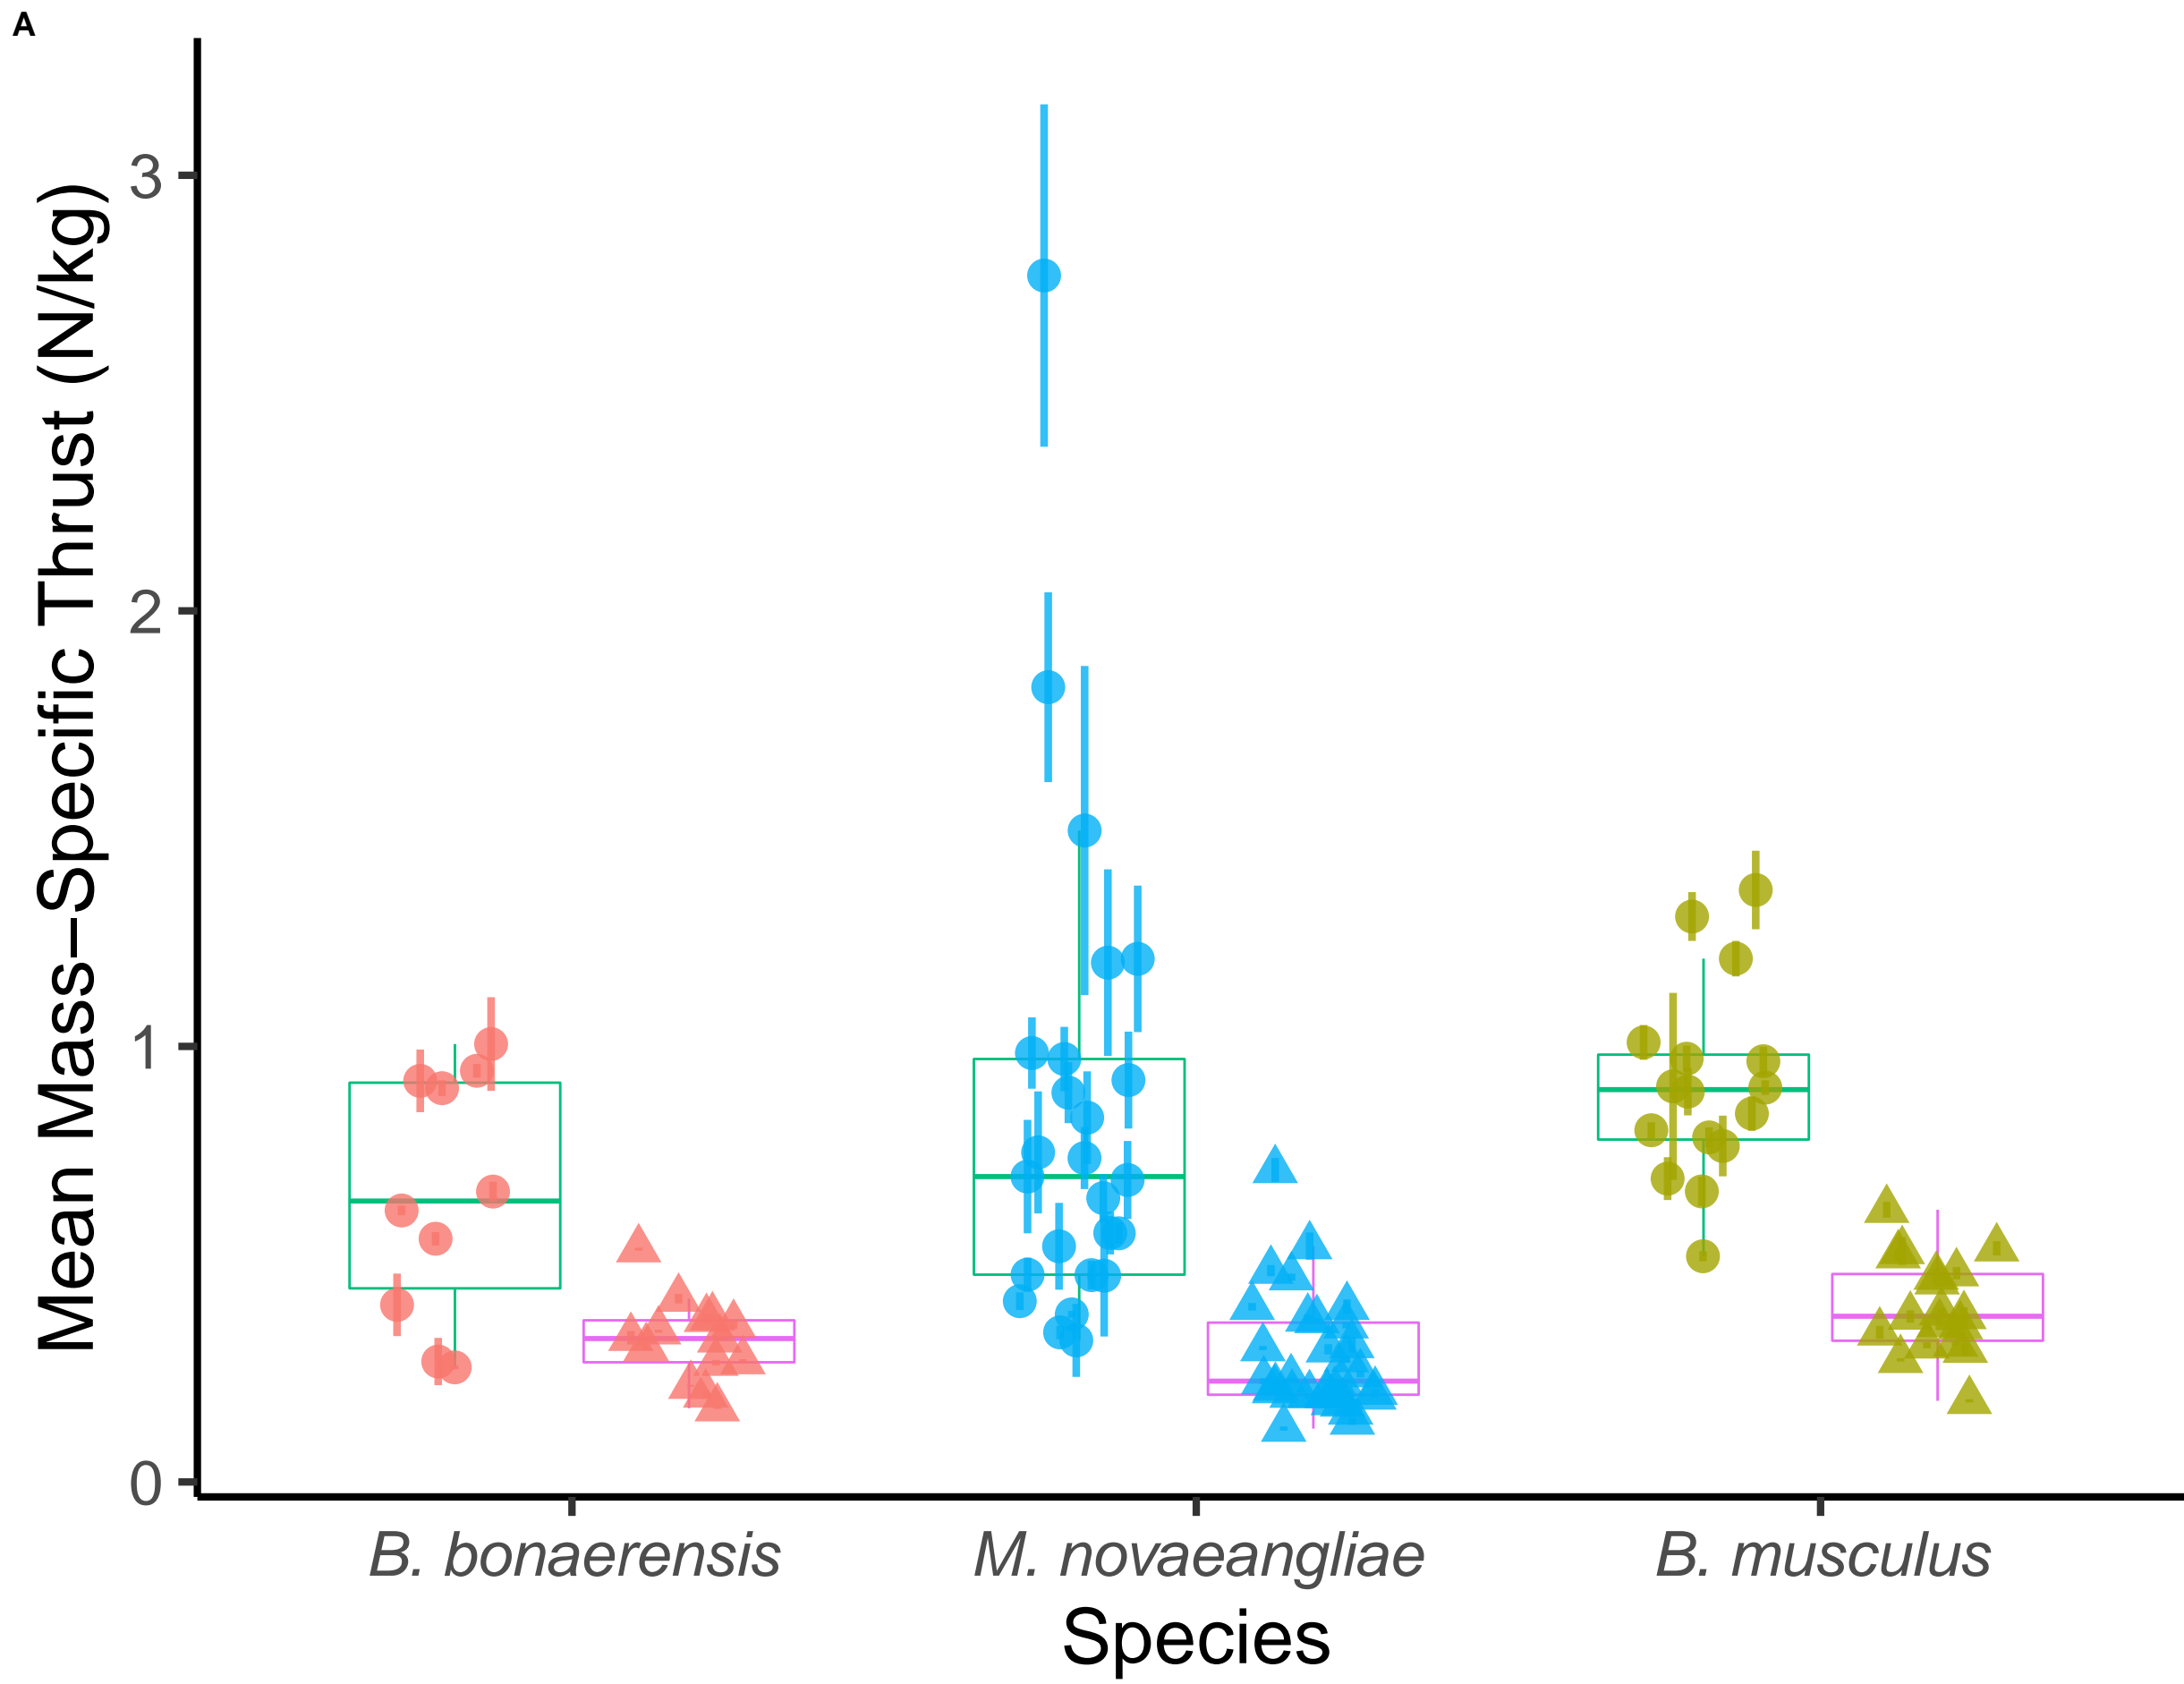 A
Mean Mass−Specific Thrust (N/kg)
3
2
1
0
B. bonaerensis
M. novaeangliae
B. musculus
Species